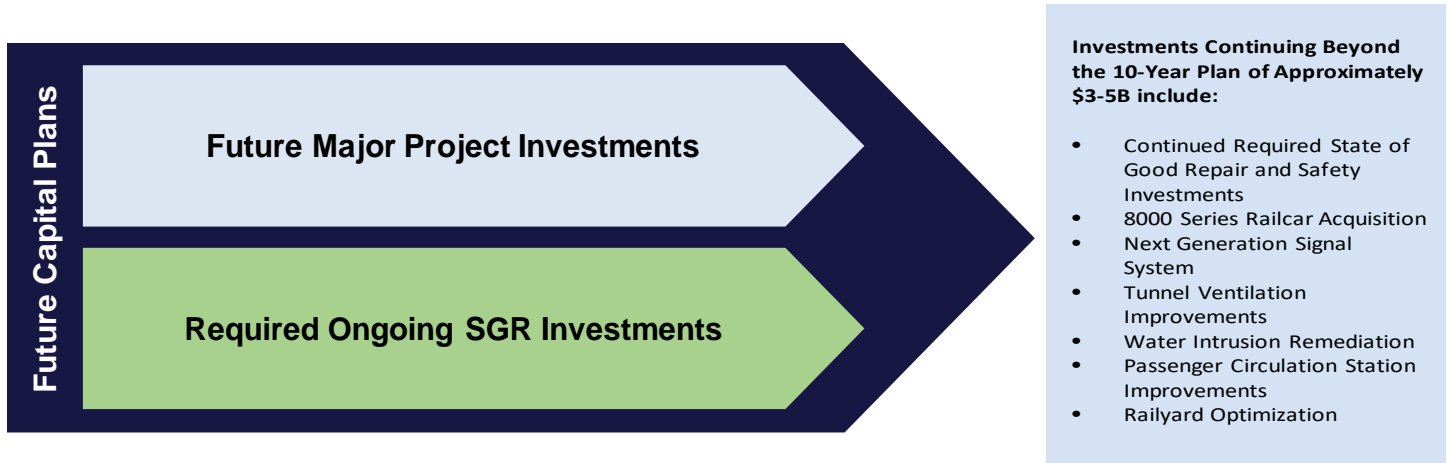 Future Capital Plans
Future Major Project Investments
Required Ongoing SGR Investments
Investments Continuing Beyond
the 10-Year Plan of Approximately
$3-5B include:
• Continued Required State of
Good Repair and Safety
Investments
• 8000 Series Railcar Acquisition
• Next Generation Signal
System
• Tunnel Ventilation
Improvements
• Water Intrusion Remediation
• Passenger Circulation Station
Improvements
• Railyard Optimization